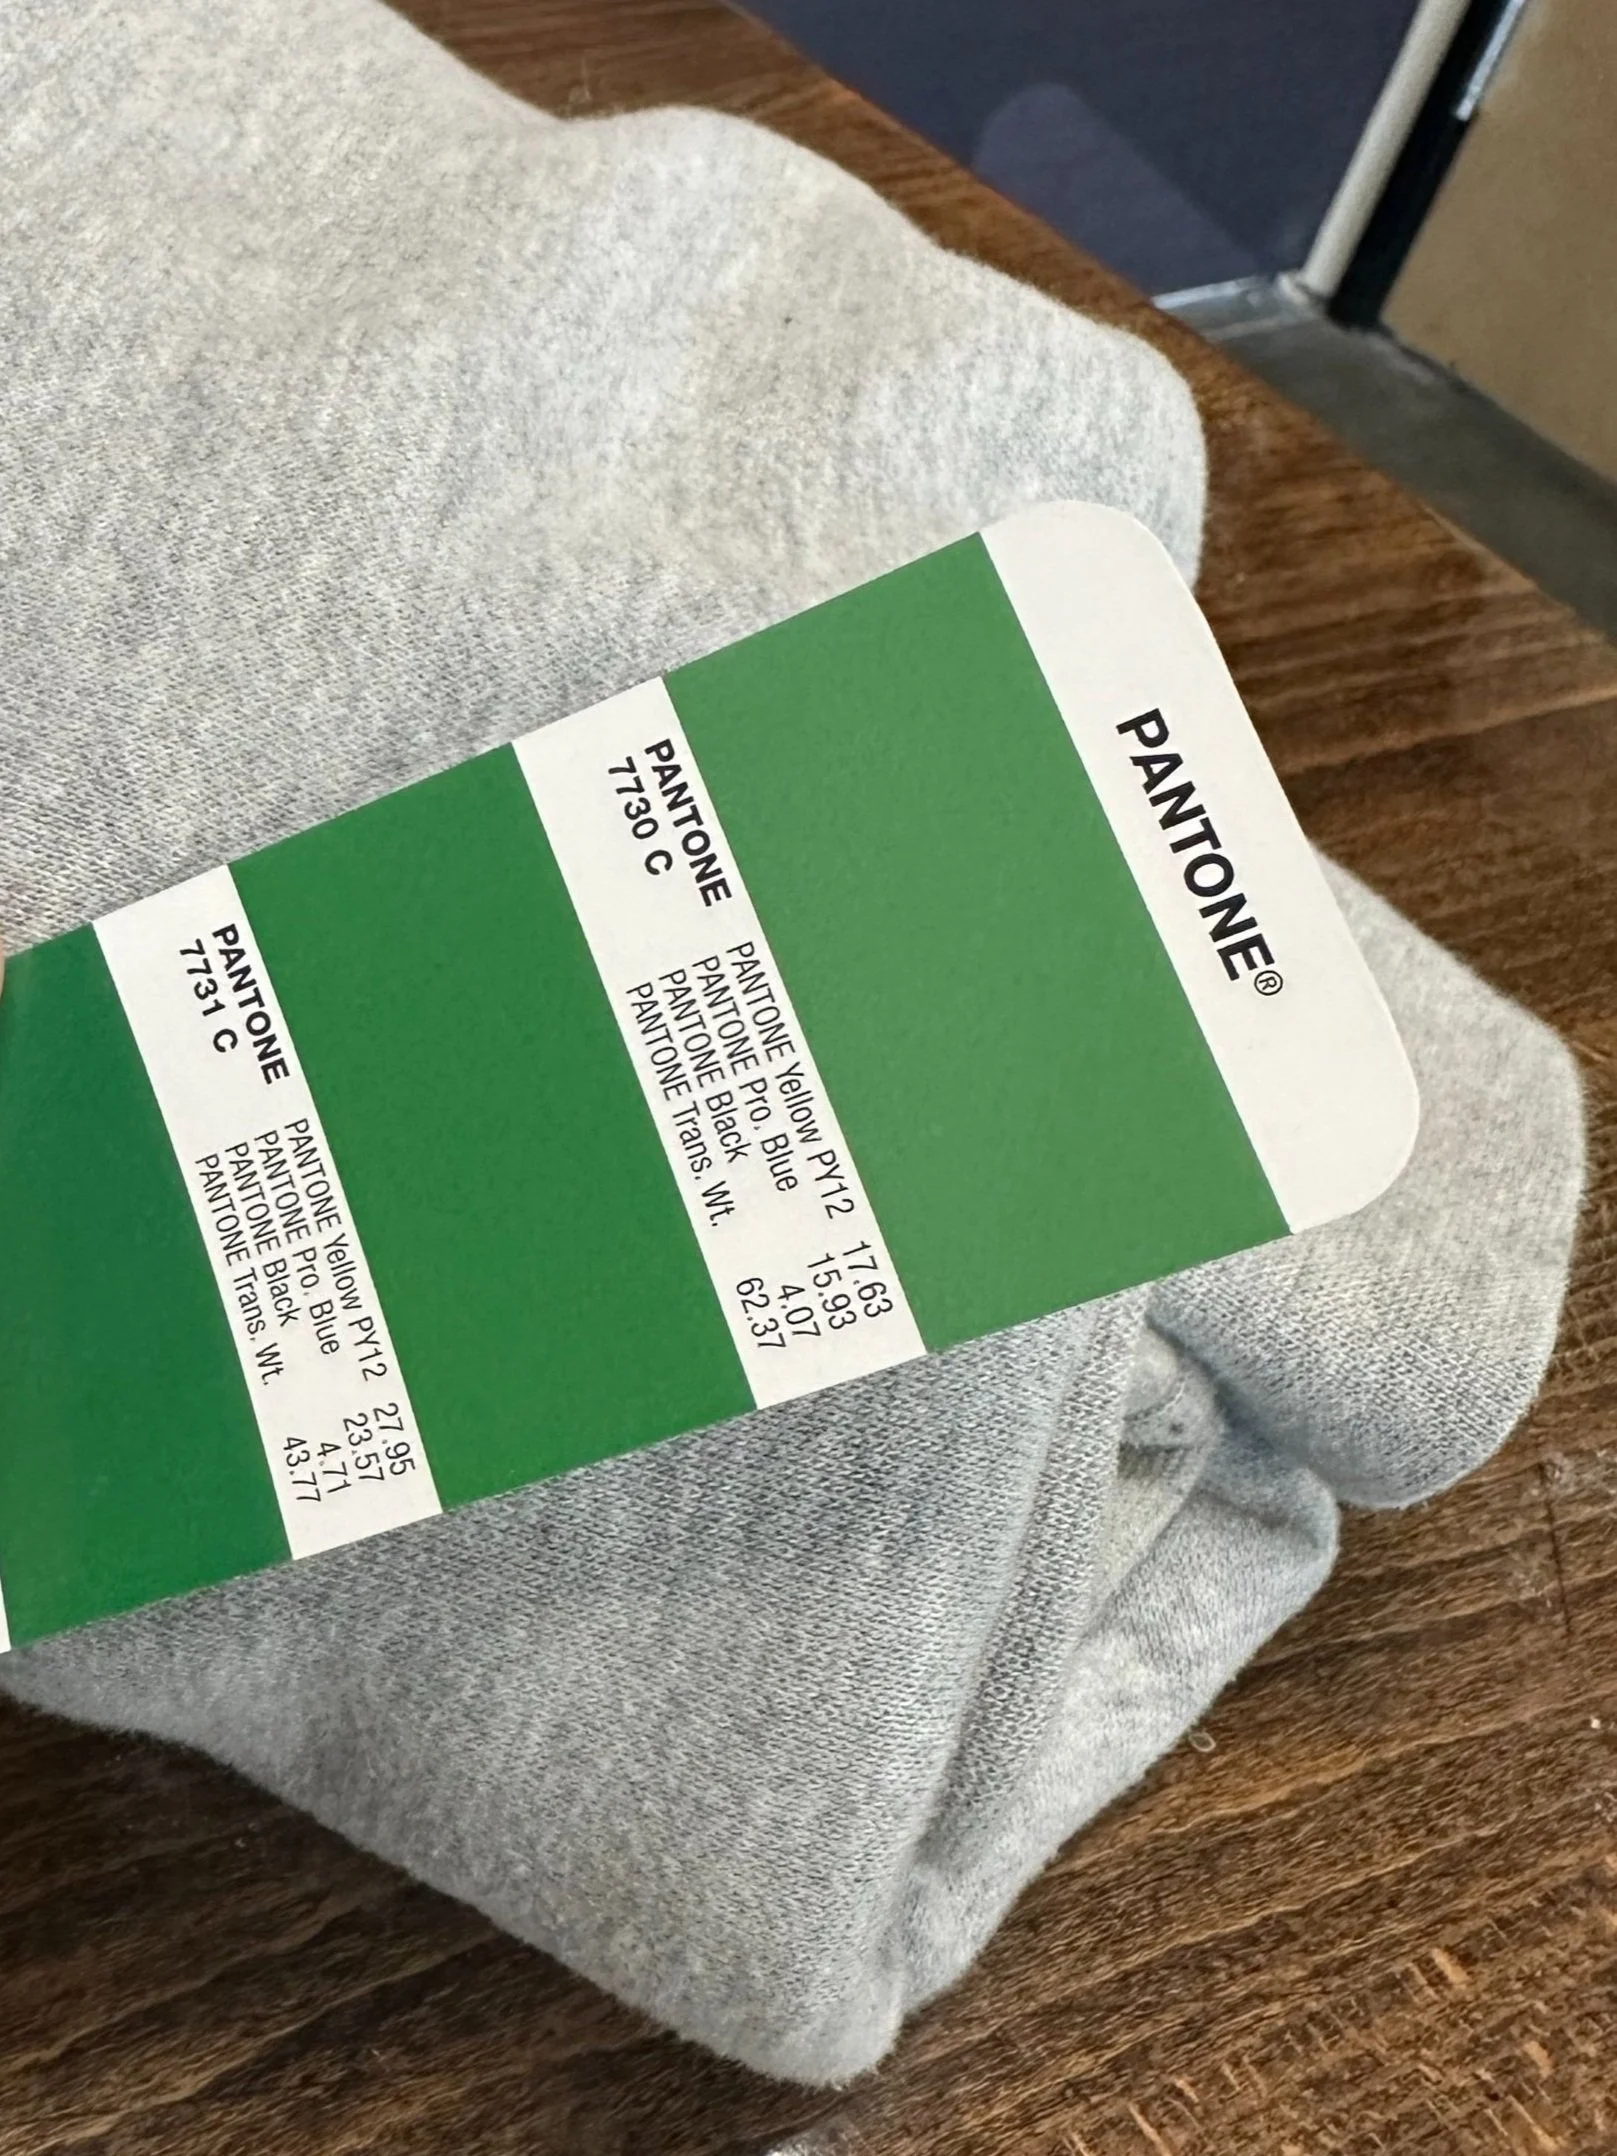 PANTONE®
PANTONE
7730 C
PANTONE Yellow PY12 17.63
PANTONE Pro. Blue 15.93
PANTONE Black 4.07
PANTONE Trans. Wt. 62.37
PANTONE
7731 C
PANTONE Yellow PY12 27.95
PANTONE Pro. Blue 23.57
PANTONE Black 4.71
PANTONE Trans. Wt. 43.77